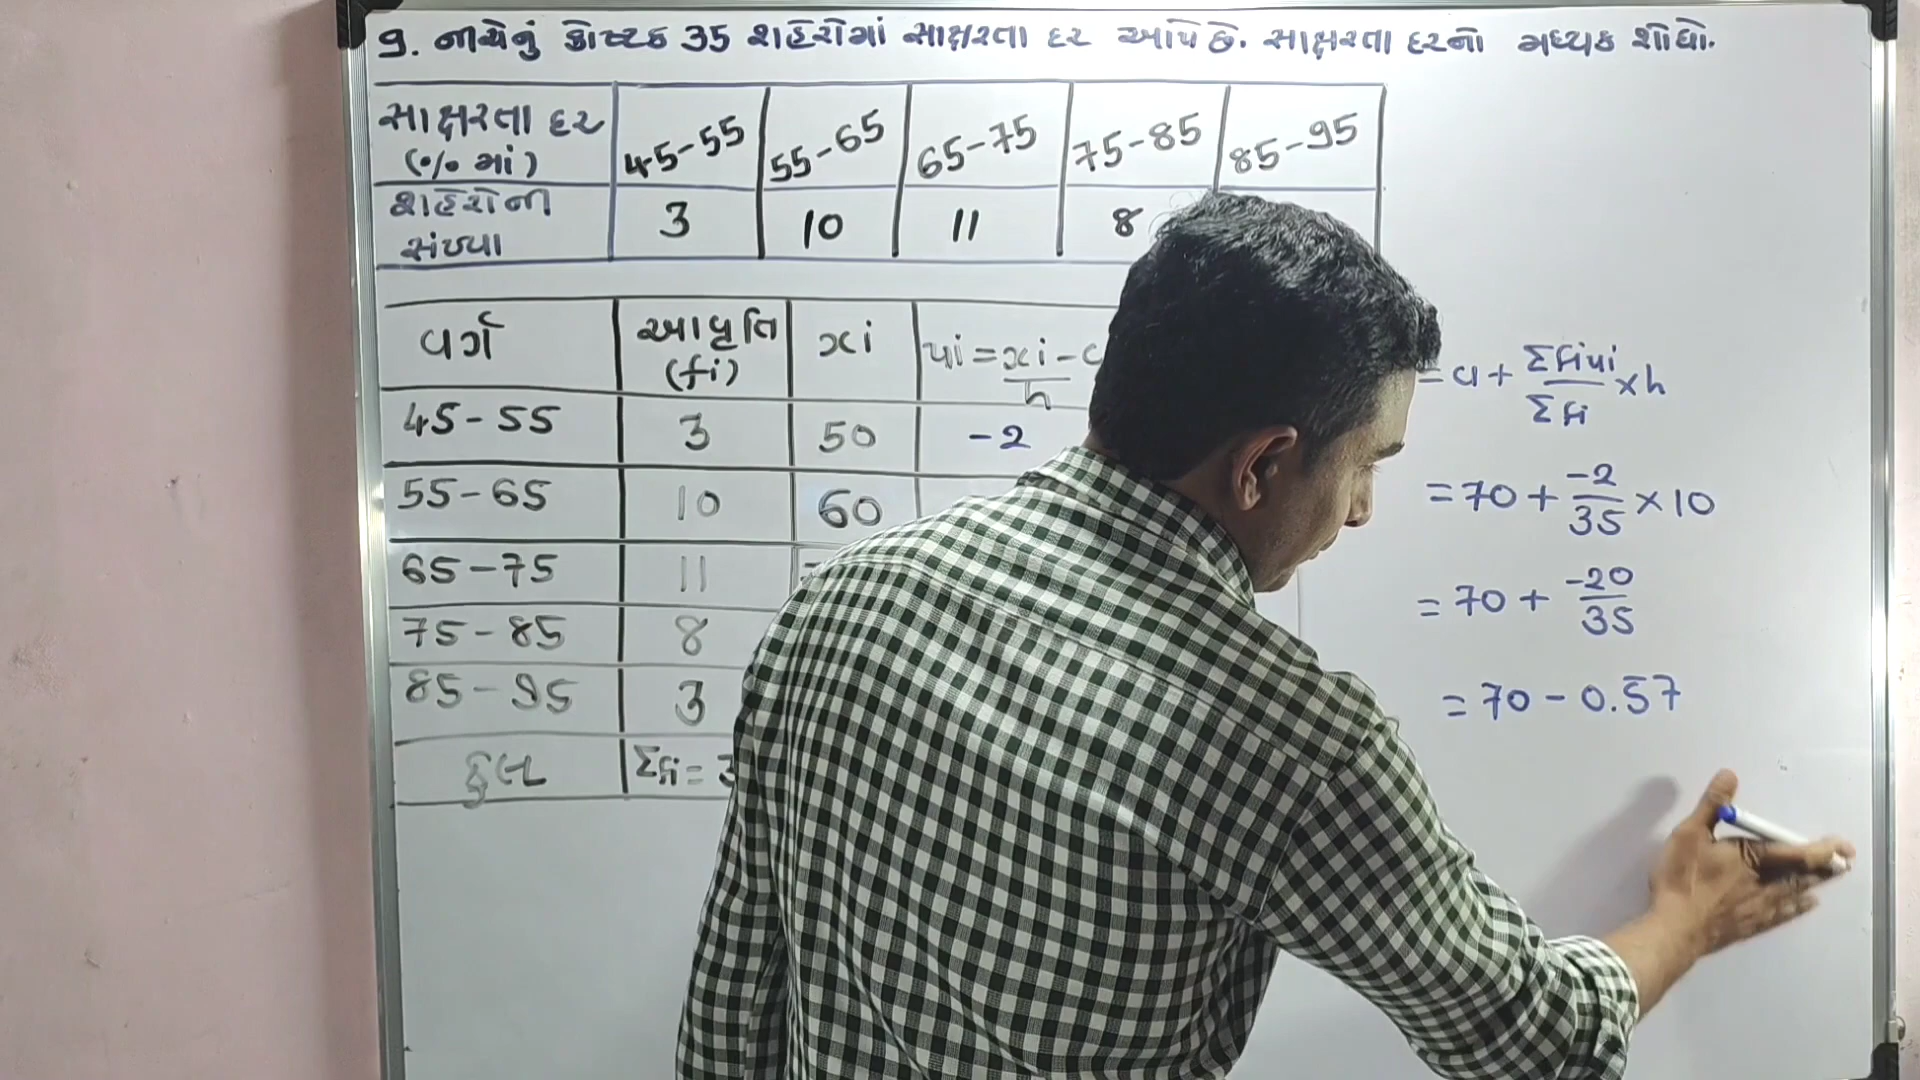 9. નીચેનું કોષ્ટક 35 શહેરોમાં સાક્ષરતા દર આપે છે. સાક્ષરતા દરનો મધ્યક શોધો.
સાક્ષરતા દર (% માં) 45-55 55-65 65-75 75-85 85-95
શહેરોની સંખ્યા 3 10 11 8
વર્ગ આવૃતિ (fi) xi ui = xi - a / h
45-55 3 50 -2
55-65 10 60
65-75 11
75-85 8
85-95 3
કુલ Σfi =
= a + Σfiui / Σfi × h
= 70 + -2/35 × 10
= 70 + -20/35
= 70 - 0.57